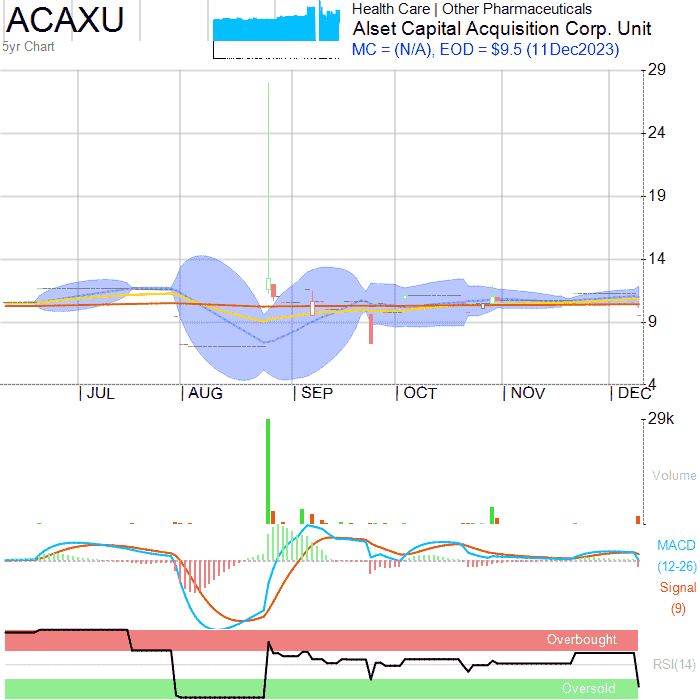 ACAXU
5yr Chart
Health Care | Other Pharmaceuticals
Alset Capital Acquisition Corp. Unit
MC = (N/A), EOD = $9.5 (11Dec2023)
29
24
19
14
9
4
| JUL | AUG | SEP | OCT | NOV | DEC
29k
Volume
MACD
(12-26)
Signal
(9)
Overbought
RSI(14)
Oversold